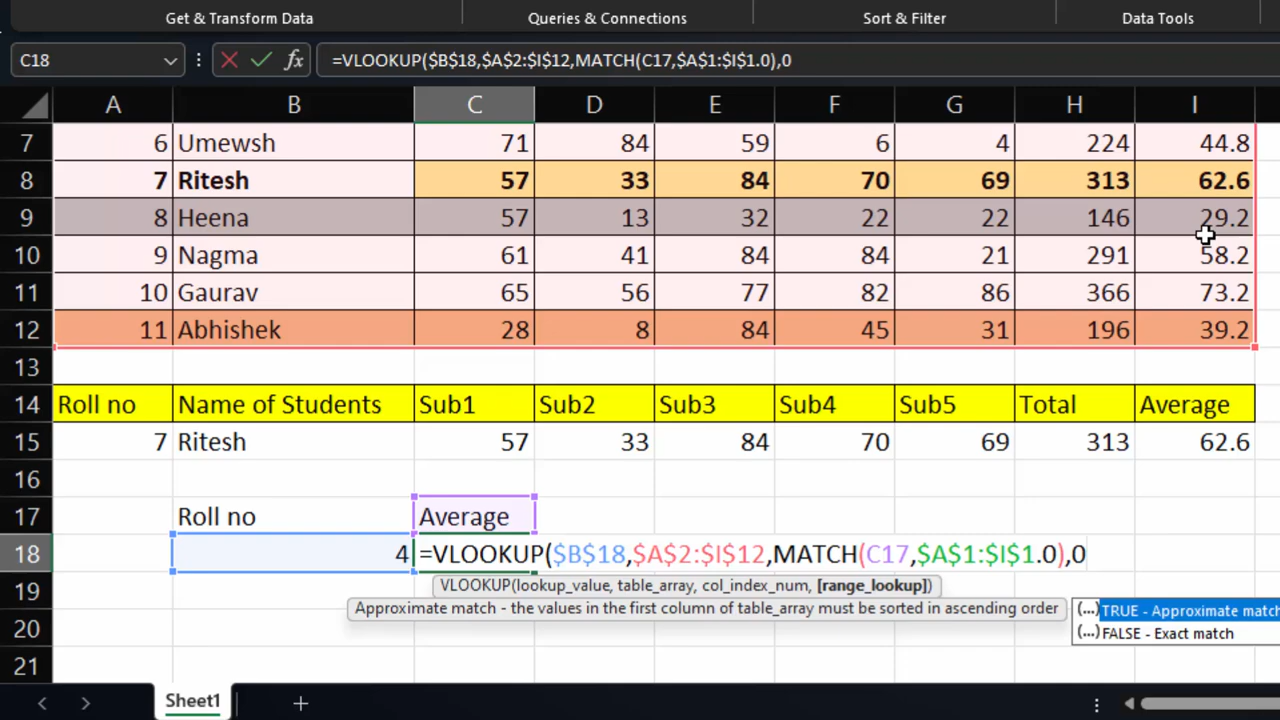 Get & Transform Data Queries & Connections Sort & Filter Data Tools
C18 fx =VLOOKUP($B$18,$A$2:$I$12,MATCH(C17,$A$1:$I$1.0),0
A B C D E F G H I
7 6 Umewsh 71 84 59 6 4 224 44.8
8 7 Ritesh 57 33 84 70 69 313 62.6
9 8 Heena 57 13 32 22 22 146 29.2
10 9 Nagma 61 41 84 84 21 291 58.2
11 10 Gaurav 65 56 77 82 86 366 73.2
12 11 Abhishek 28 8 84 45 31 196 39.2
13
14 Roll no Name of Students Sub1 Sub2 Sub3 Sub4 Sub5 Total Average
15 7 Ritesh 57 33 84 70 69 313 62.6
16
17 Roll no Average
18 4 =VLOOKUP($B$18,$A$2:$I$12,MATCH(C17,$A$1:$I$1.0),0
19 VLOOKUP(lookup_value, table_array, col_index_num, [range_lookup])
Approximate match - the values in the first column of table_array must be sorted in ascending order (...) TRUE - Approximate match
20 (...) FALSE - Exact match
21
Sheet1